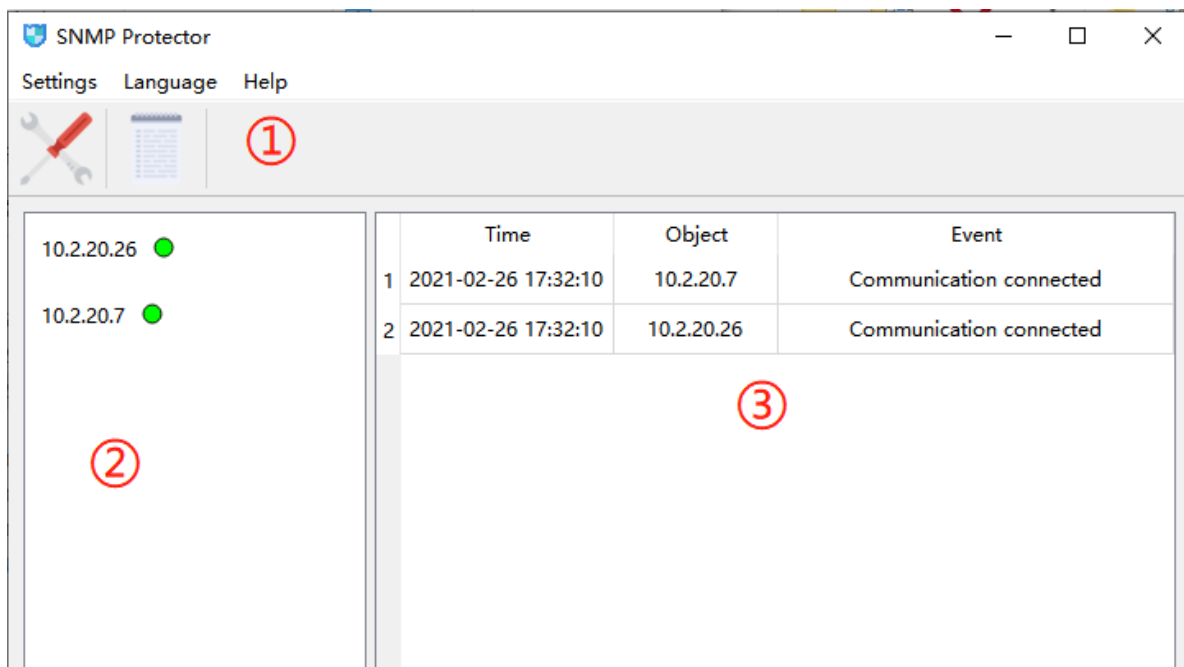 SNMP Protector
Settings Language Help
①
10.2.20.26
10.2.20.7
②
Time Object Event
1 2021-02-26 17:32:10 10.2.20.7 Communication connected
2 2021-02-26 17:32:10 10.2.20.26 Communication connected
③